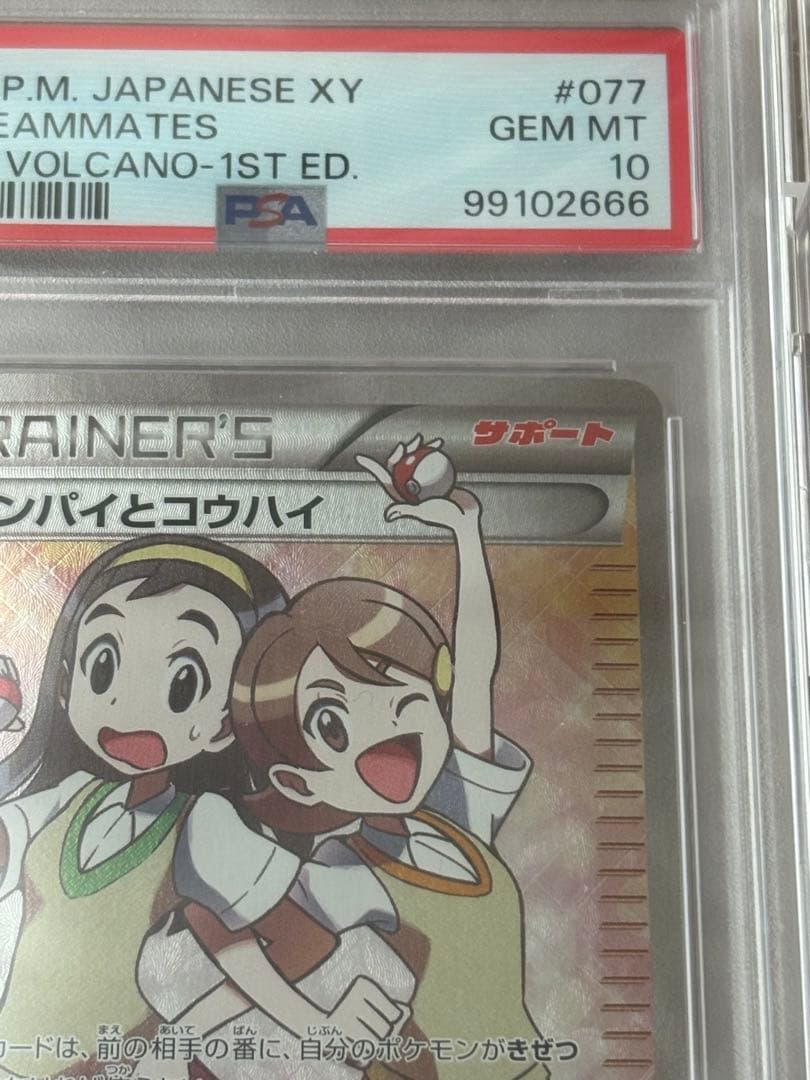 P.M. JAPANESE XY #077
EAMMATES GEM MT
VOLCANO-1ST ED. 10
PSA 99102666
RAINER'S サポート
ンパイとコウハイ
カードは、前の相手の番に、自分のポケモンがきぜつ